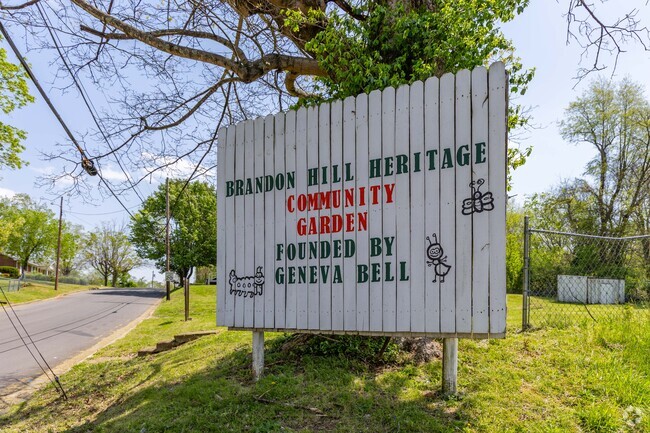 BRANDON HILL HERITAGE
COMMUNITY
GARDEN
FOUNDED BY
GENEVA BELL